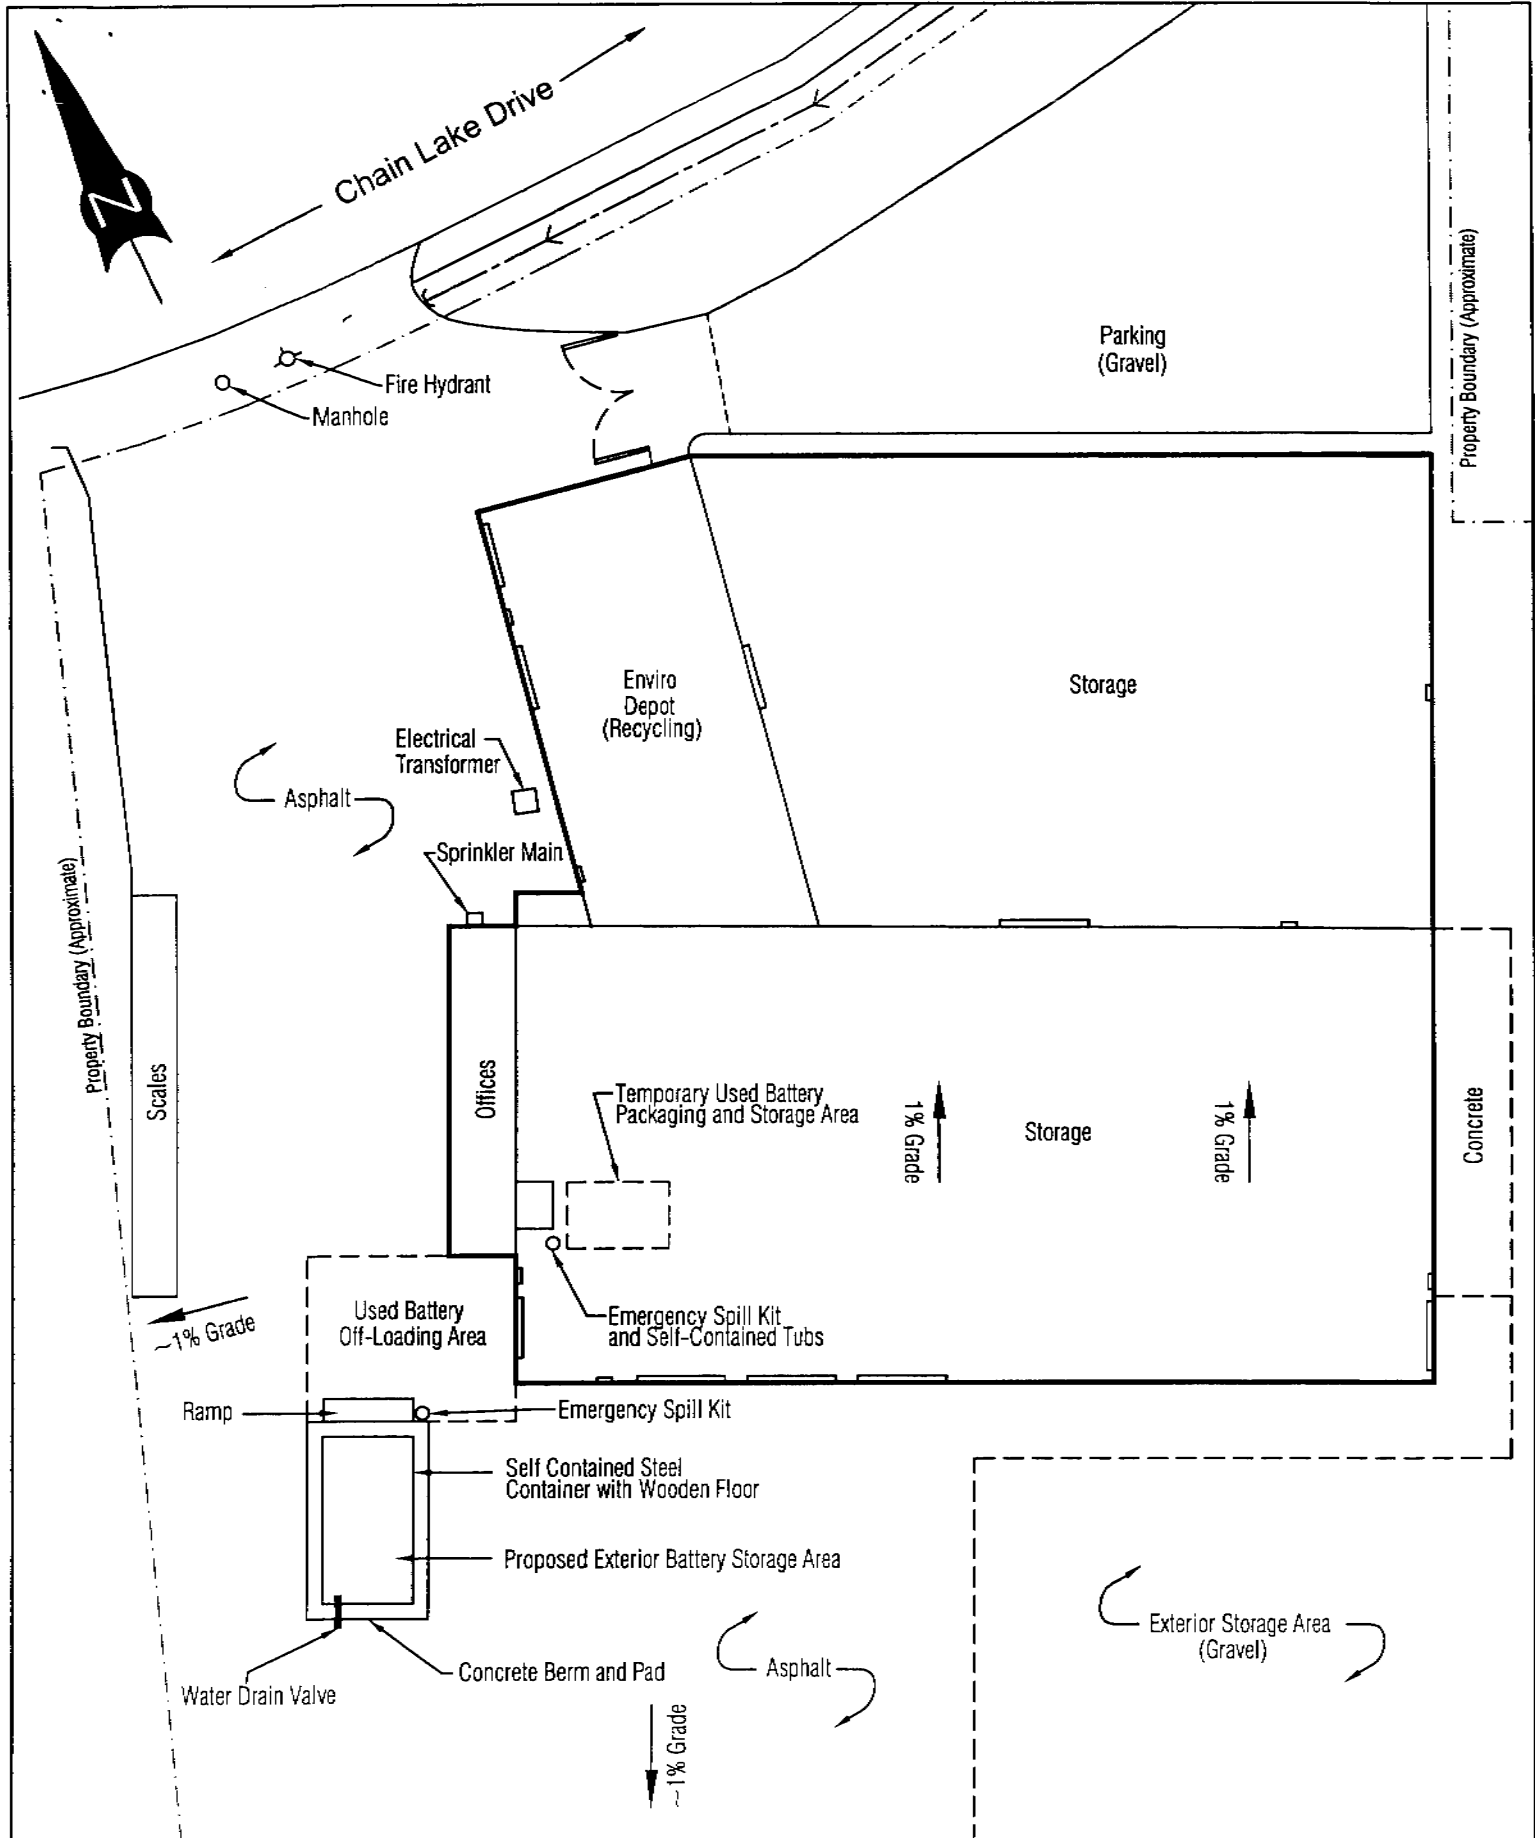 Chain Lake Drive
N
Fire Hydrant
Manhole
Parking
(Gravel)
Property Boundary (Approximate)
Enviro
Depot
(Recycling)
Storage
Electrical
Transformer
Asphalt
Sprinkler Main
Property Boundary (Approximate)
Scales
Offices
Temporary Used Battery
Packaging and Storage Area
1% Grade
Storage
1% Grade
Concrete
Used Battery
Off-Loading Area
~1% Grade
Emergency Spill Kit
and Self-Contained Tubs
Ramp
Emergency Spill Kit
Self Contained Steel
Container with Wooden Floor
Proposed Exterior Battery Storage Area
Exterior Storage Area
(Gravel)
Concrete Berm and Pad
Asphalt
Water Drain Valve
~1% Grade